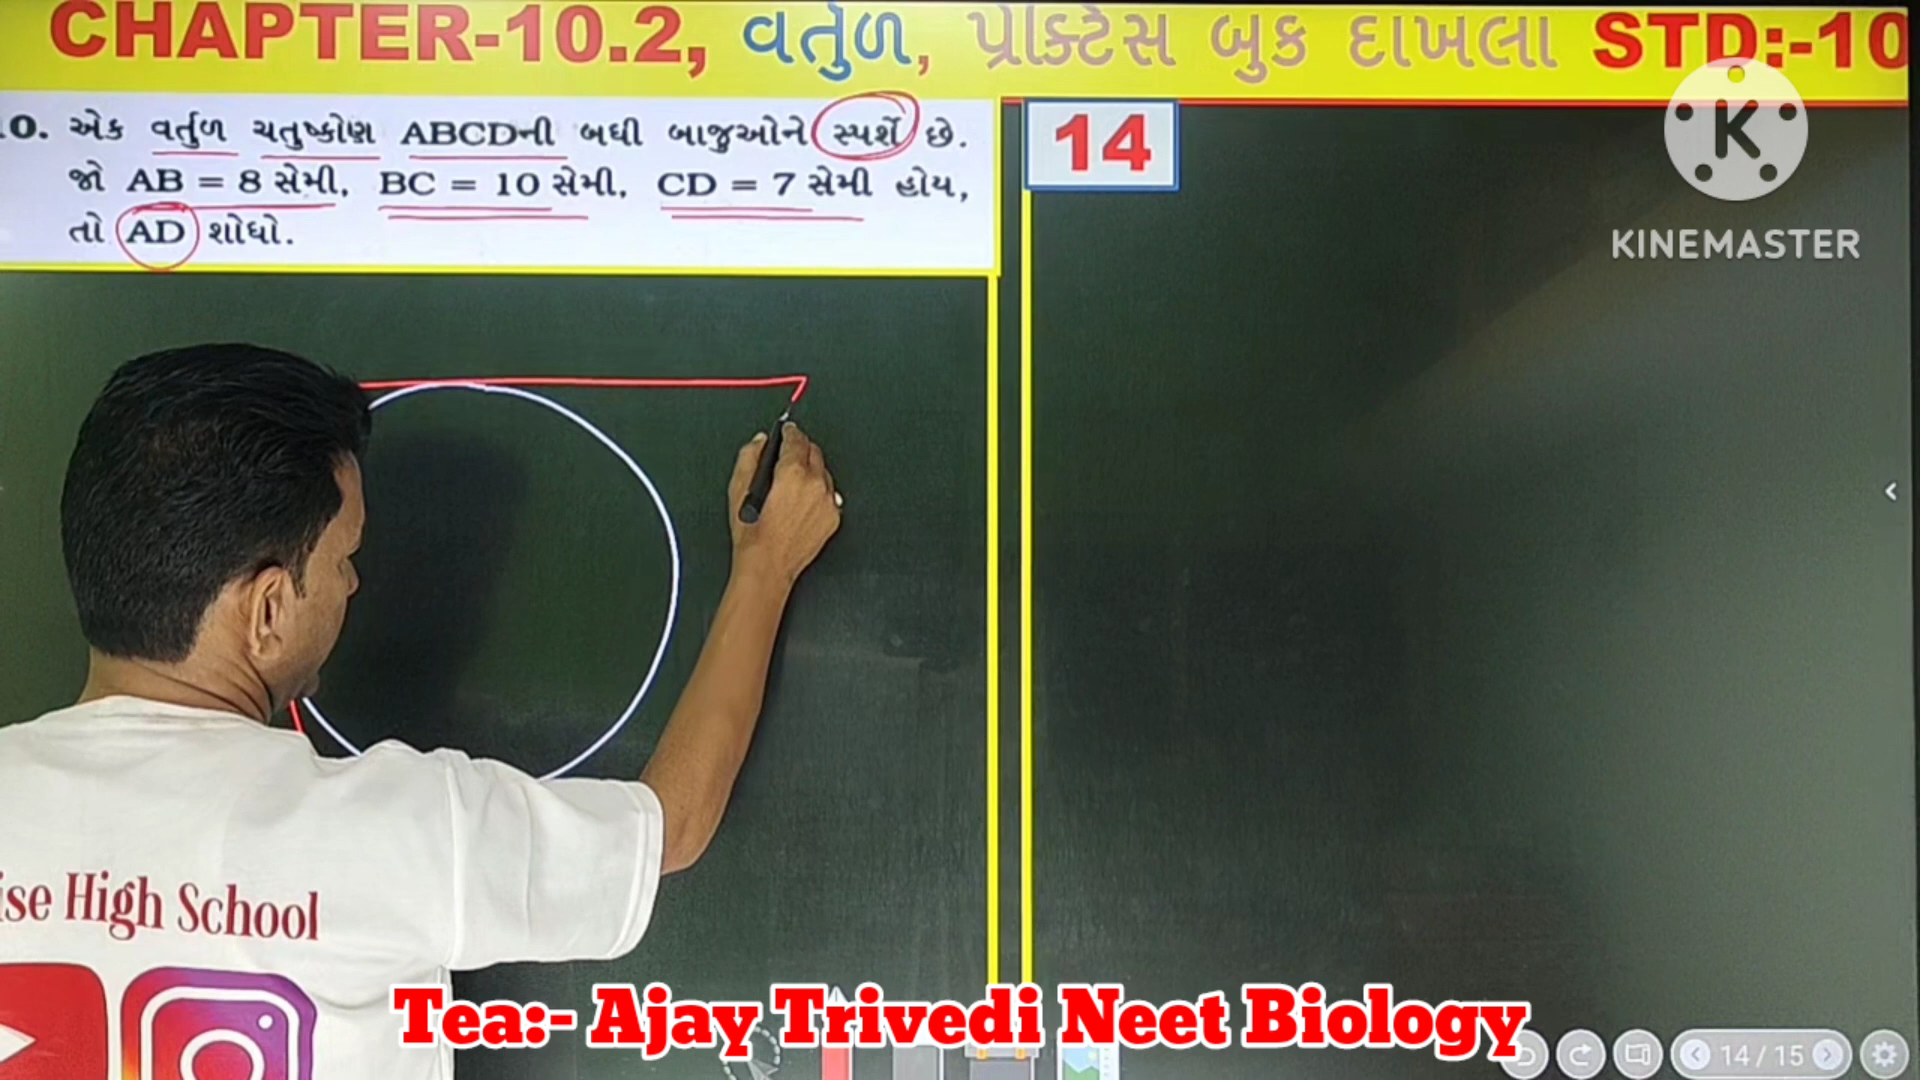 CHAPTER-10.2, વર્તુળ, પ્રેક્ટિસ બુક દાખલા STD:-10
0. એક વર્તુળ ચતુષ્કોણ ABCDની બધી બાજુઓને સ્પર્શે છે.
જો AB = 8 સેમી, BC = 10 સેમી, CD = 7 સેમી હોય,
તો AD શોધો.
14
K
KINEMASTER
ise High School
Tea:- Ajay Trivedi Neet Biology
14/15